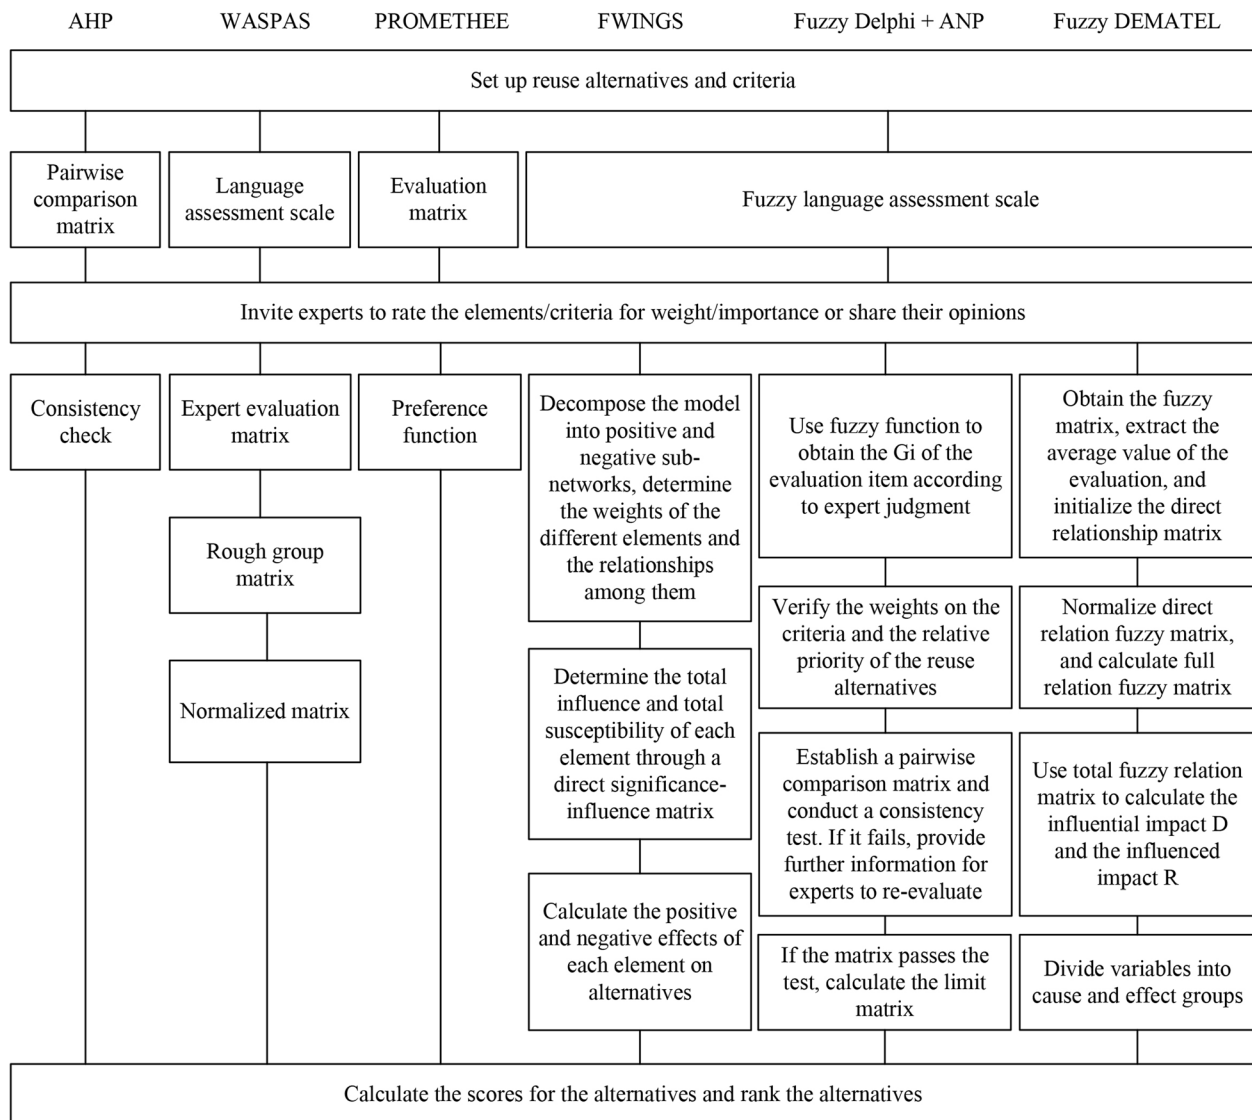 AHP WASPAS PROMETHEE FWINGS Fuzzy Delphi + ANP Fuzzy DEMATEL
Set up reuse alternatives and criteria
Pairwise
comparison
matrix
Language
assessment scale
Evaluation
matrix
Fuzzy language assessment scale
Invite experts to rate the elements/criteria for weight/importance or share their opinions
Consistency
check
Expert evaluation
matrix
Rough group
matrix
Normalized matrix
Preference
function
Decompose the model
into positive and
negative sub-
networks, determine
the weights of the
different elements and
the relationships
among them
Determine the total
influence and total
susceptibility of each
element through a
direct significance-
influence matrix
Calculate the positive
and negative effects of
each element on
alternatives
Use fuzzy function to
obtain the Gi of the
evaluation item according
to expert judgment
Verify the weights on the
criteria and the relative
priority of the reuse
alternatives
Establish a pairwise
comparison matrix and
conduct a consistency
test. If it fails, provide
further information for
experts to re-evaluate
If the matrix passes the
test, calculate the limit
matrix
Obtain the fuzzy
matrix, extract the
average value of the
evaluation, and
initialize the direct
relationship matrix
Normalize direct
relation fuzzy matrix,
and calculate full
relation fuzzy matrix
Use total fuzzy relation
matrix to calculate the
influential impact D
and the influenced
impact R
Divide variables into
cause and effect groups
Calculate the scores for the alternatives and rank the alternatives